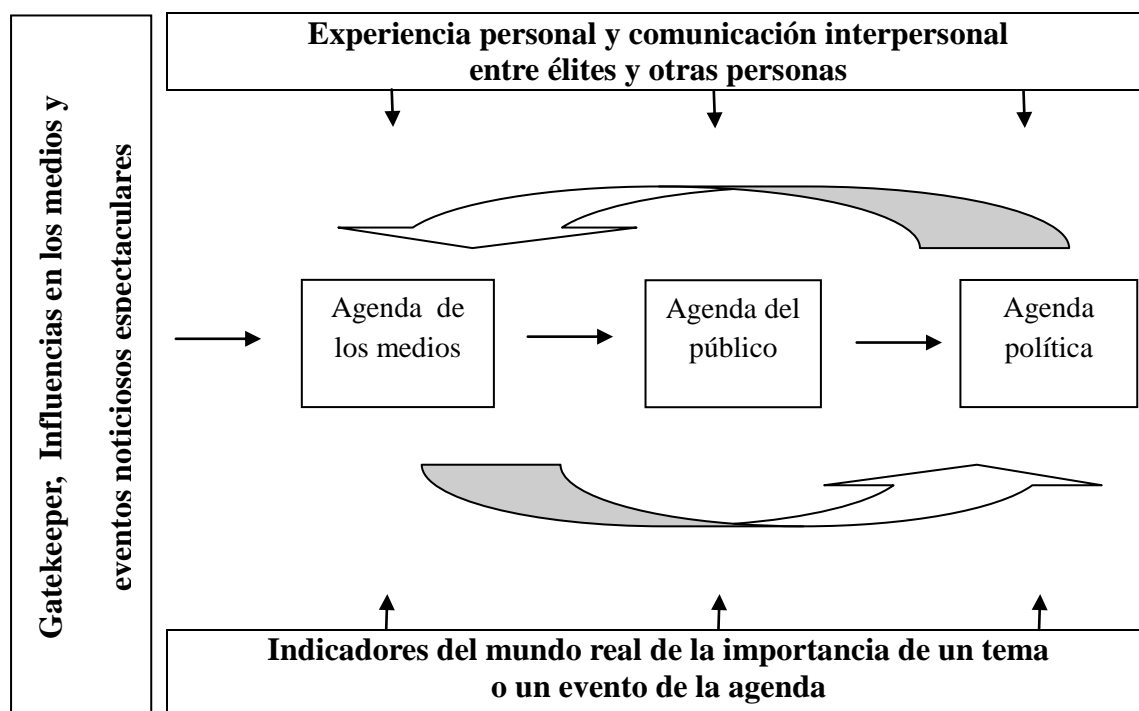 Experiencia personal y comunicación interpersonal
entre élites y otras personas
Gatekeeper, Influencias en los medios y
eventos noticiosos espectaculares
Agenda de
los medios
Agenda del
público
Agenda
política
Indicadores del mundo real de la importancia de un tema
o un evento de la agenda